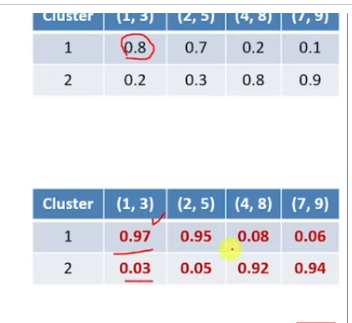 Cluster (1, 3) (2, 5) (4, 8) (7, 9)
1 0.8 0.7 0.2 0.1
2 0.2 0.3 0.8 0.9
Cluster (1, 3) (2, 5) (4, 8) (7, 9)
1 0.97 0.95 0.08 0.06
2 0.03 0.05 0.92 0.94